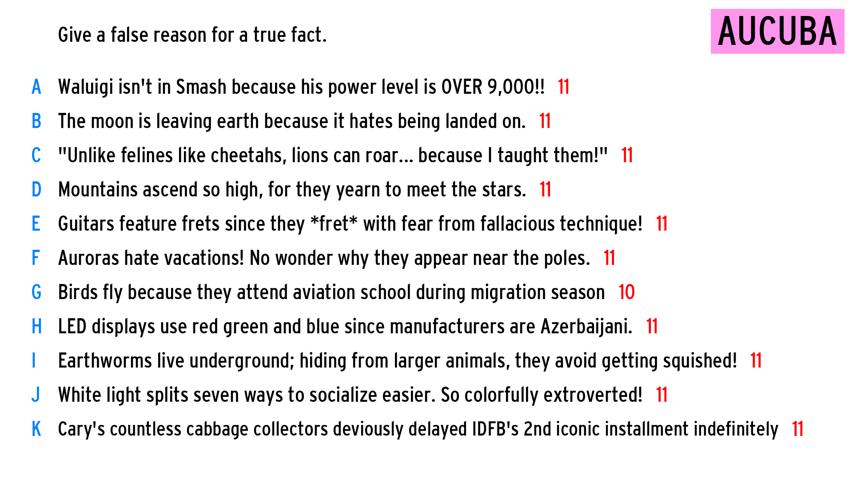 Give a false reason for a true fact.
AUCUBA
A Waluigi isn't in Smash because his power level is OVER 9,000!! 11
B The moon is leaving earth because it hates being landed on. 11
C "Unlike felines like cheetahs, lions can roar... because I taught them!" 11
D Mountains ascend so high, for they yearn to meet the stars. 11
E Guitars feature frets since they *fret* with fear from fallacious technique! 11
F Auroras hate vacations! No wonder why they appear near the poles. 11
G Birds fly because they attend aviation school during migration season 10
H LED displays use red green and blue since manufacturers are Azerbaijani. 11
I Earthworms live underground; hiding from larger animals, they avoid getting squished! 11
J White light splits seven ways to socialize easier. So colorfully extroverted! 11
K Cary's countless cabbage collectors deviously delayed IDFB's 2nd iconic installment indefinitely 11